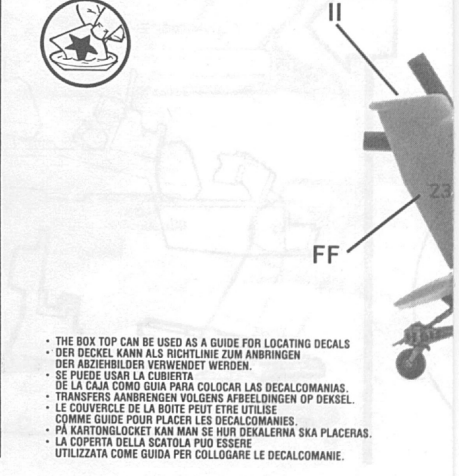 II
Z3
FF
• THE BOX TOP CAN BE USED AS A GUIDE FOR LOCATING DECALS
• DER DECKEL KANN ALS RICHTLINIE ZUM ANBRINGEN
DER ABZIEHBILDER VERWENDET WERDEN.
• SE PUEDE USAR LA CUBIERTA
DE LA CAJA COMO GUIA PARA COLOCAR LAS DECALCOMANIAS.
• TRANSFERS AANBRENGEN VOLGENS AFBEELDINGEN OP DEKSEL.
• LE COUVERCLE DE LA BOITE PEUT ETRE UTILISE
COMME GUIDE POUR PLACER LES DECALCOMANIES.
• PÅ KARTONGLOCKET KAN MAN SE HUR DEKALERNA SKA PLACERAS.
• LA COPERTA DELLA SCATOLA PUO ESSERE
UTILIZZATA COME GUIDA PER COLLOGARE LE DECALCOMANIE.